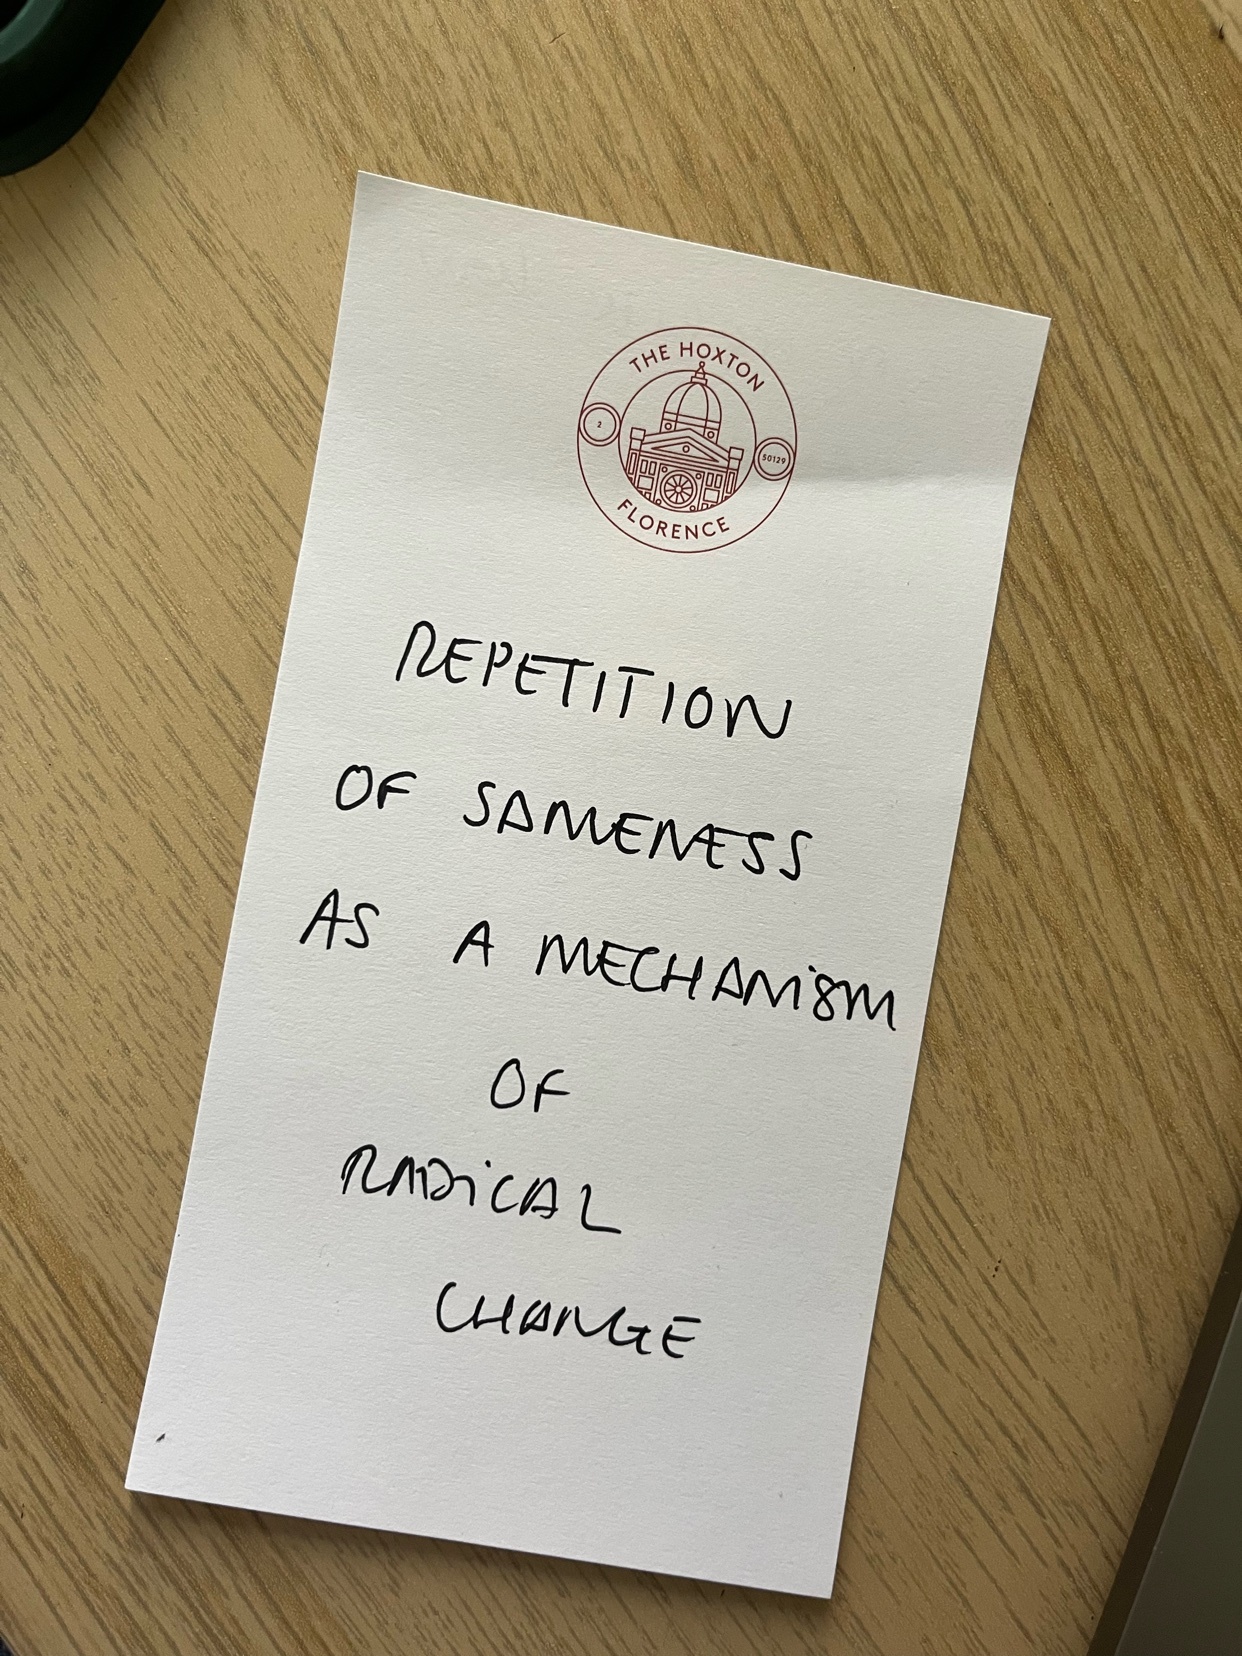 THE HOXTON
2
50129
FLORENCE
REPETITION
OF SAMENESS
AS A MECHANiSM
OF
RADiCAL
CHANGE